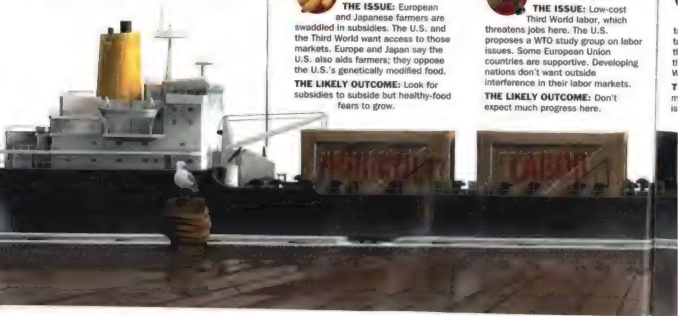 THE ISSUE: European
and Japanese farmers are
swaddled in subsidies. The U.S. and
the Third World want access to those
markets. Europe and Japan say the
U.S. also aids farmers; they oppose
the U.S.'s genetically modified food.
THE LIKELY OUTCOME: Look for
subsidies to subside but healthy-food
fears to grow.
THE ISSUE: Low-cost
Third World labor, which
threatens jobs here. The U.S.
proposes a WTO study group on labor
issues. Some European Union
countries are supportive. Developing
nations don't want outside
interference in their labor markets.
THE LIKELY OUTCOME: Don't
expect much progress here.
LABOR